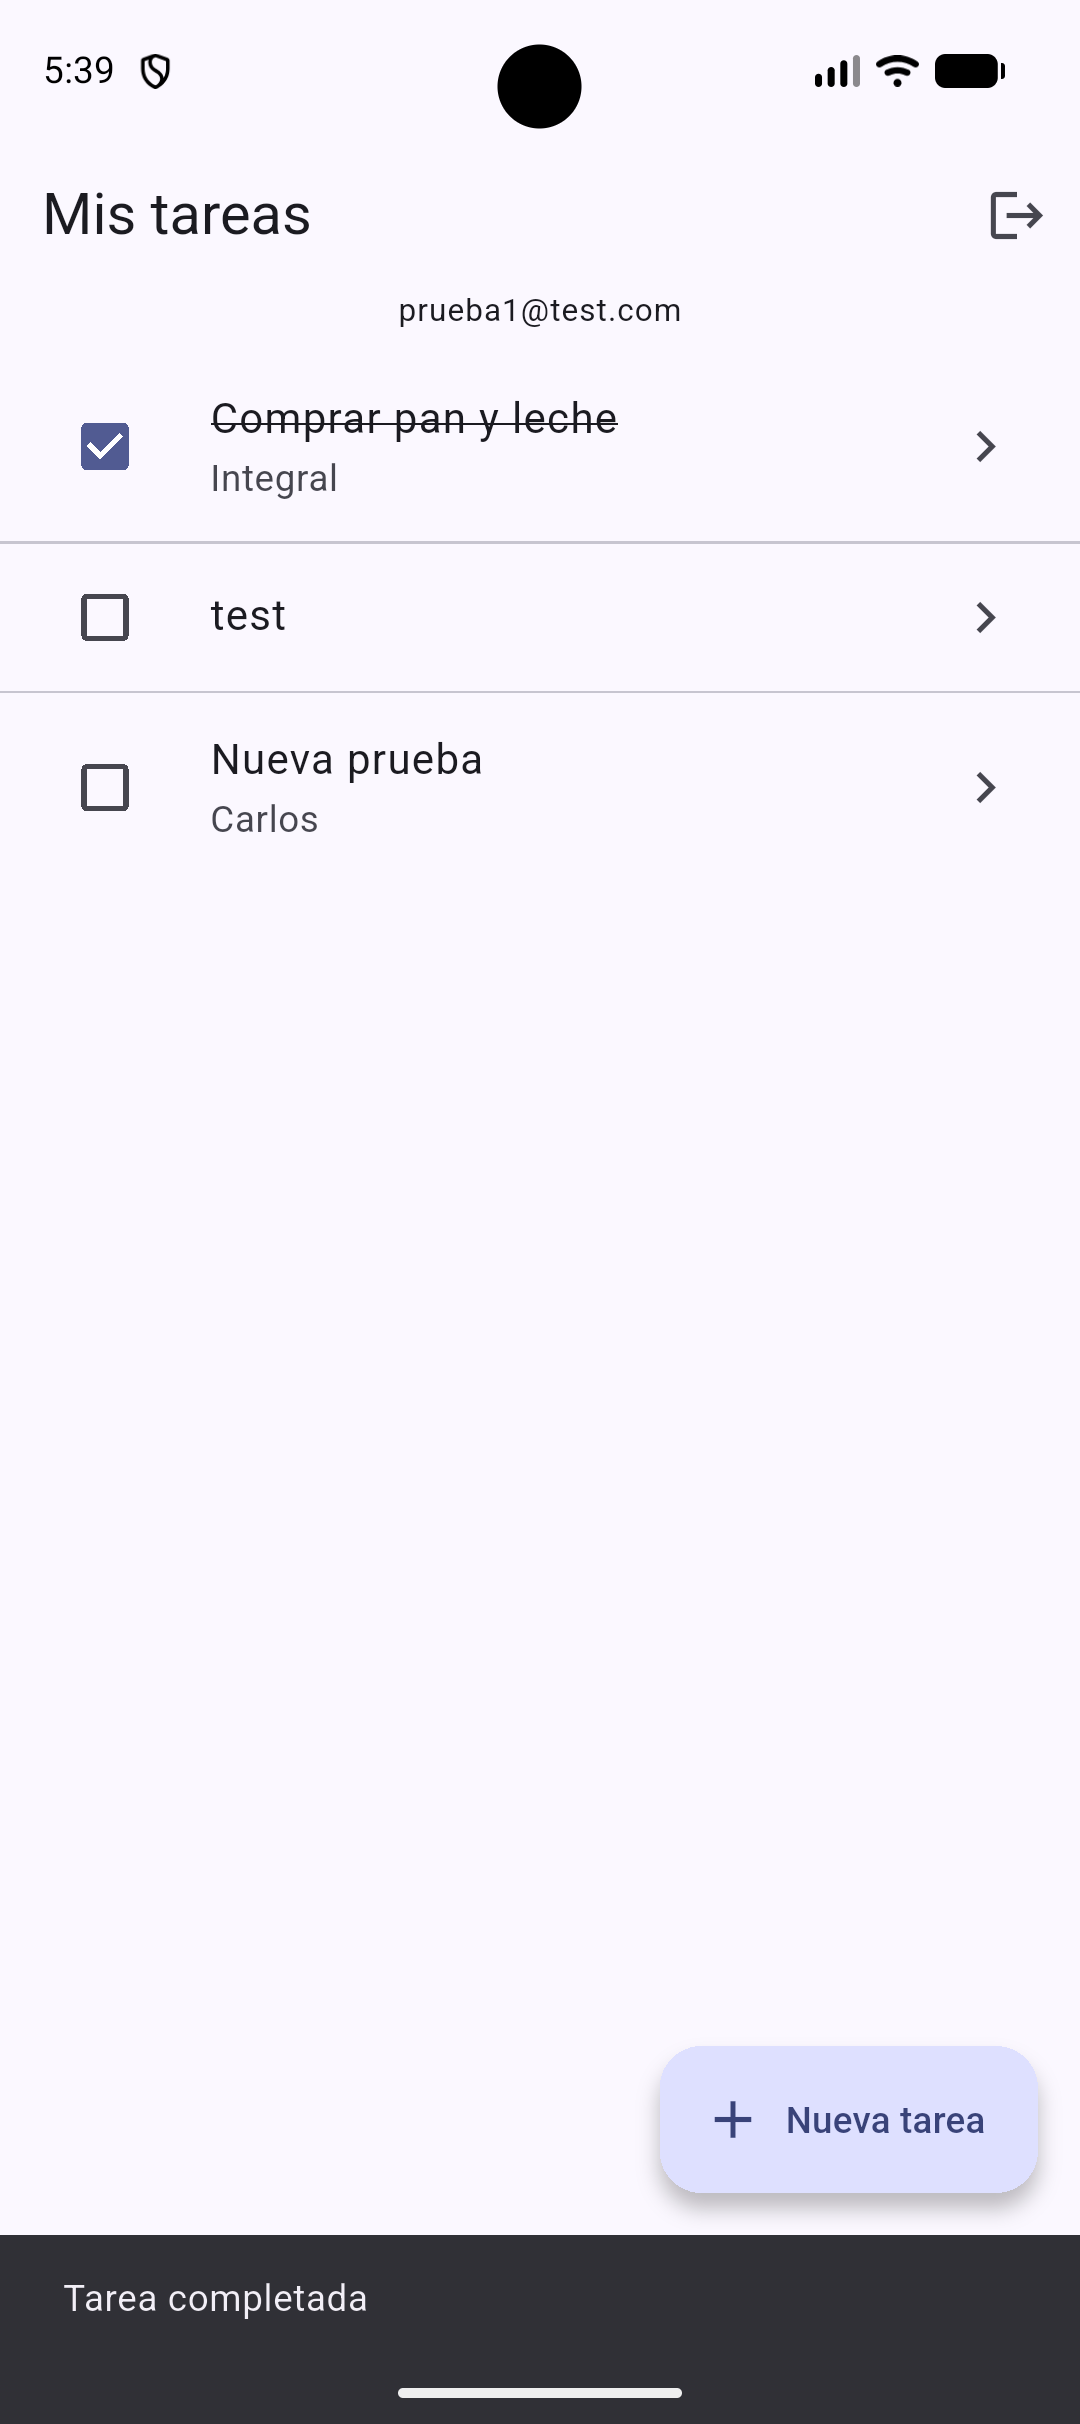 5:39
Mis tareas
prueba1@test.com
Comprar pan y leche
Integral
test
Nueva prueba
Carlos
Nueva tarea
Tarea completada